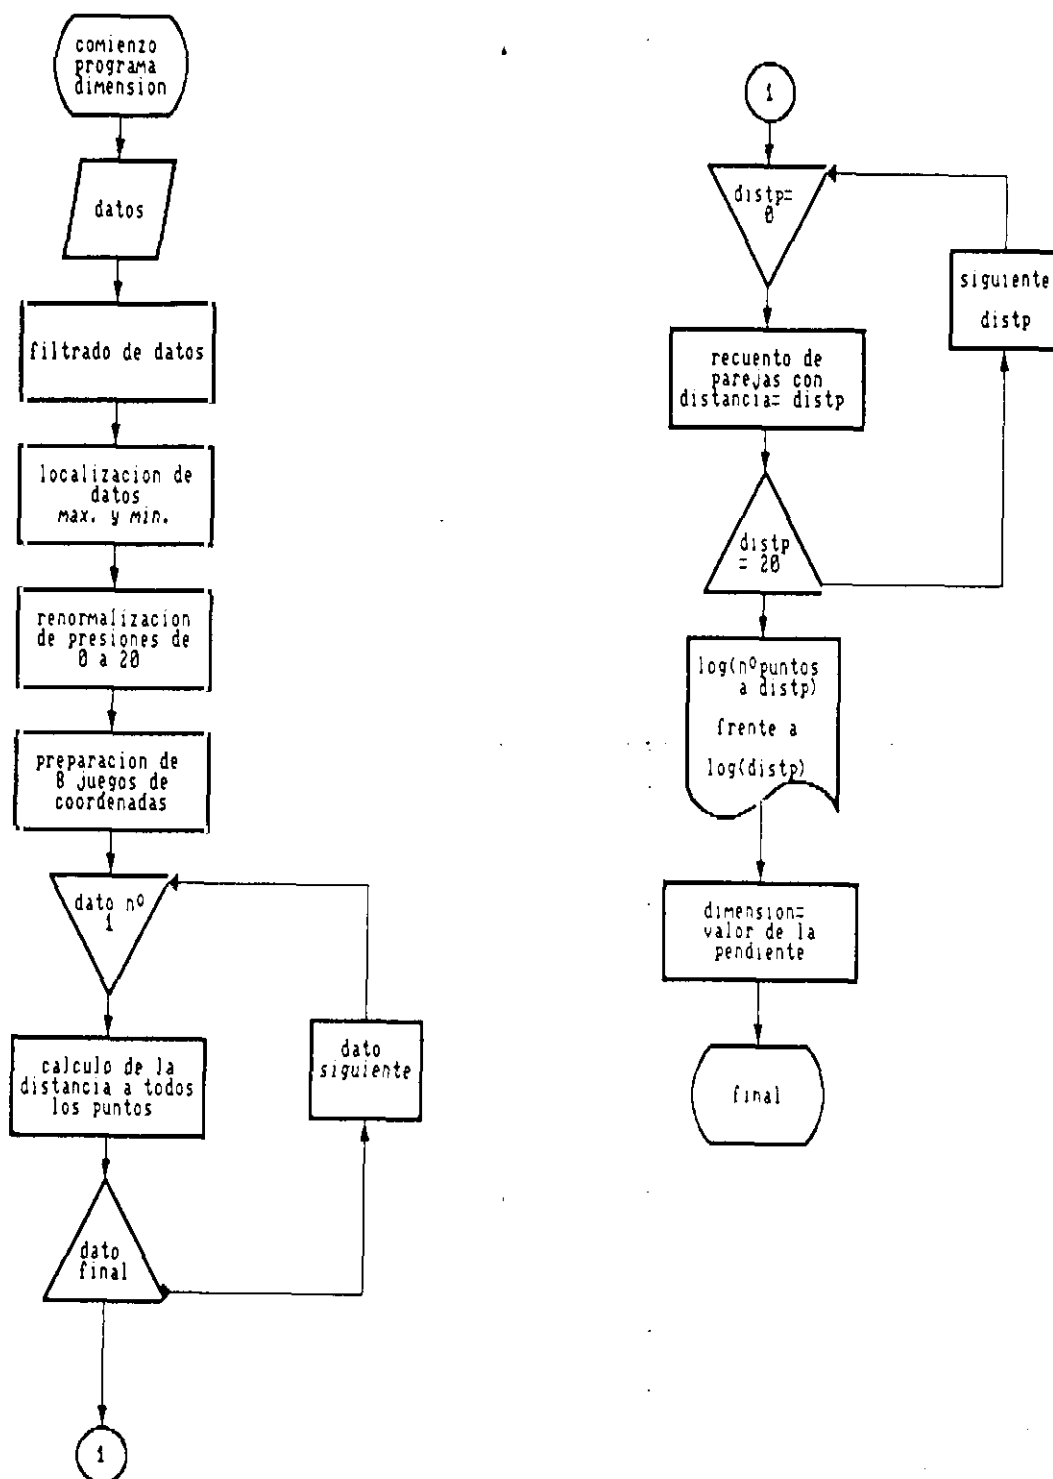 comienzo
programa
dimension
datos
filtrado de datos
localizacion de
datos
max. y min.
renormalizacion
de presiones de
0 a 20
preparacion de
8 juegos de
coordenadas
dato nº
1
calculo de la
distancia a todos
los puntos
dato
siguiente
dato
final
1
1
distp=
0
siguiente
distp
recuento de
parejas con
distancia= distp
distp
= 20
log(nºpuntos
a distp)
frente a
log(distp)
dimension=
valor de la
pendiente
final